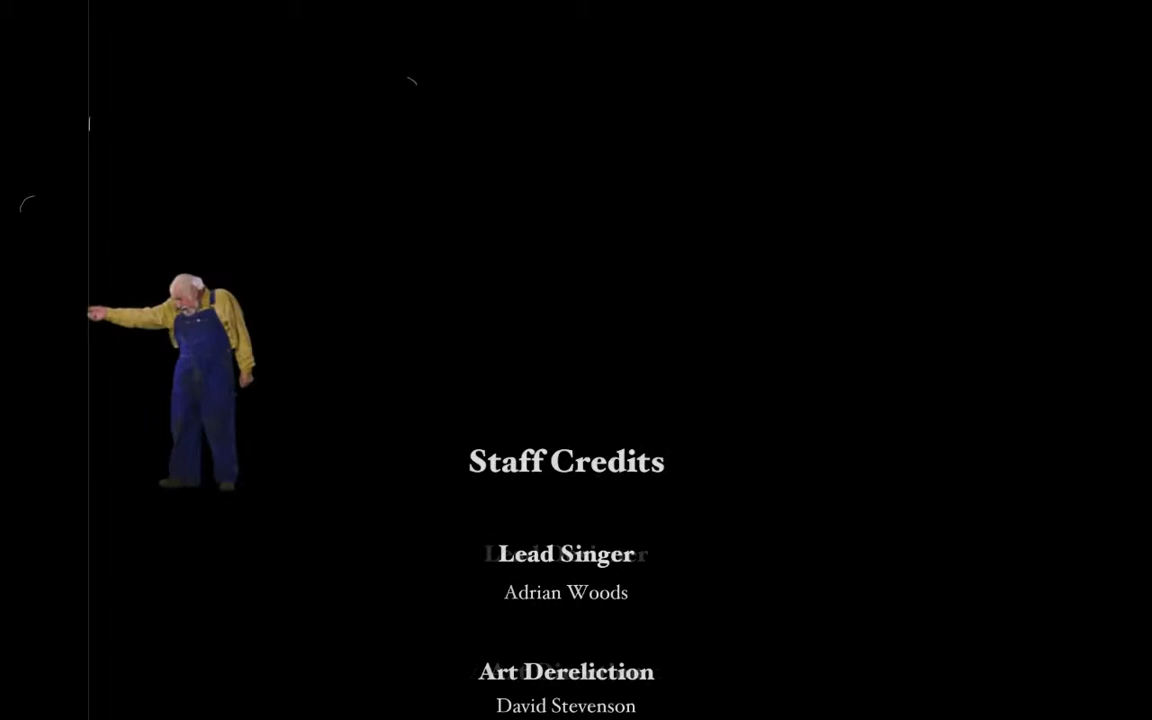 Staff Credits
Lead Singer
Adrian Woods
Art Dereliction
David Stevenson